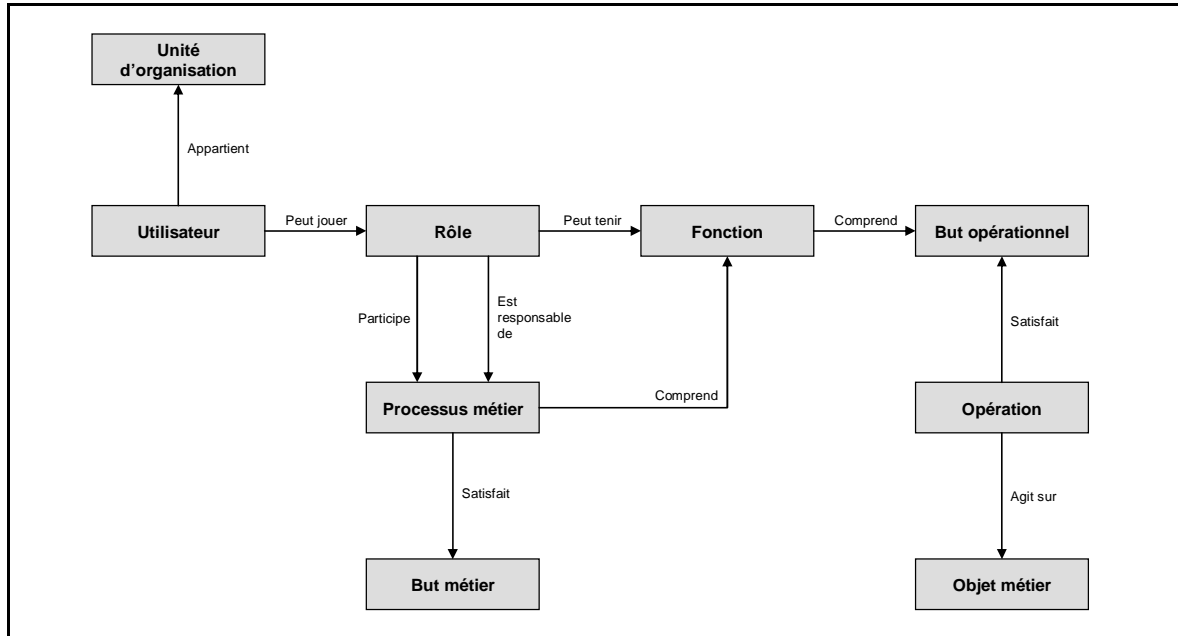 Unité
d'organisation
Appartient
Utilisateur
Peut jouer
Rôle
Peut tenir
Fonction
Comprend
But opérationnel
Participe
Est
responsable
de
Satisfait
Processus métier
Comprend
Opération
Satisfait
Agit sur
But métier
Objet métier